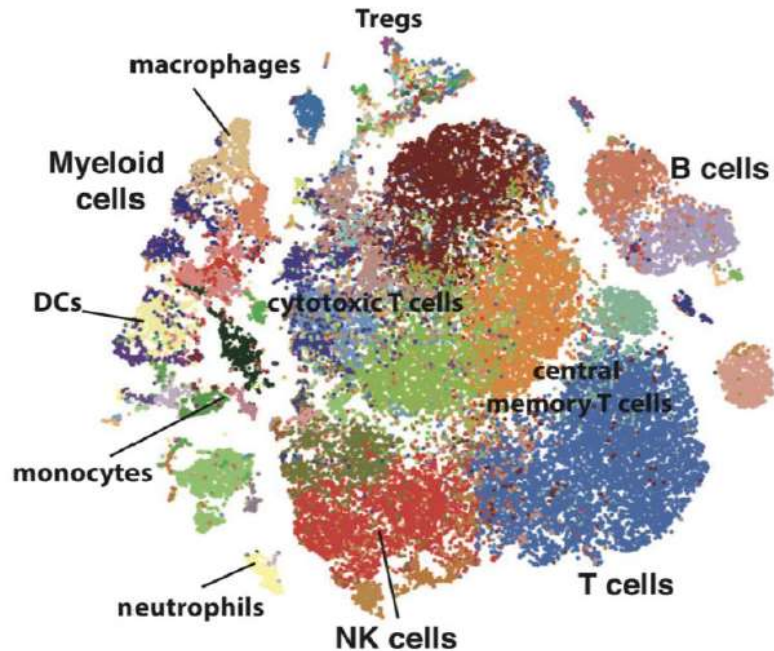 Tregs
macrophages
Myeloid
cells
B cells
DCs
cytotoxic T cells
central
memory T cells
monocytes
T cells
neutrophils
NK cells